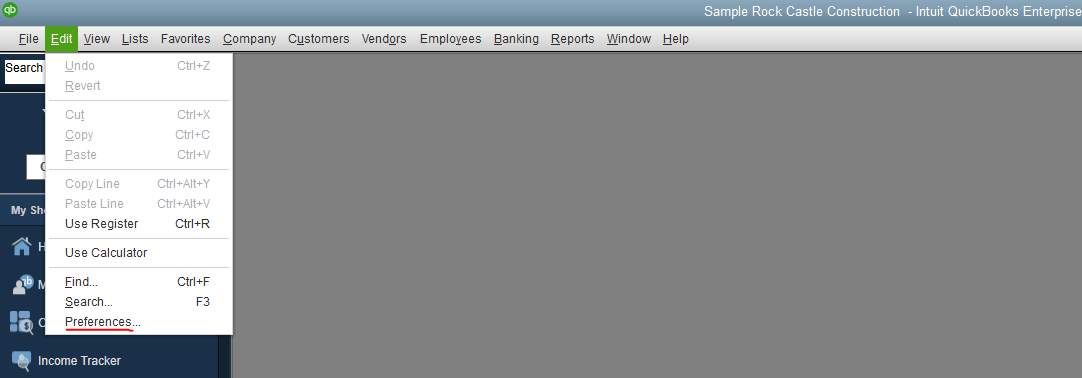 qb
Sample Rock Castle Construction - Intuit QuickBooks Enterprise
File Edit View Lists Favorites Company Customers Vendors Employees Banking Reports Window Help
Search
Undo Ctrl+Z
Revert
Cut Ctrl+X
Copy Ctrl+C
Paste Ctrl+V
Copy Line Ctrl+Alt+Y
Paste Line Ctrl+Alt+V
My Sh
Use Register Ctrl+R
Use Calculator
Find... Ctrl+F
qb
Search... F3
Preferences...
Income Tracker